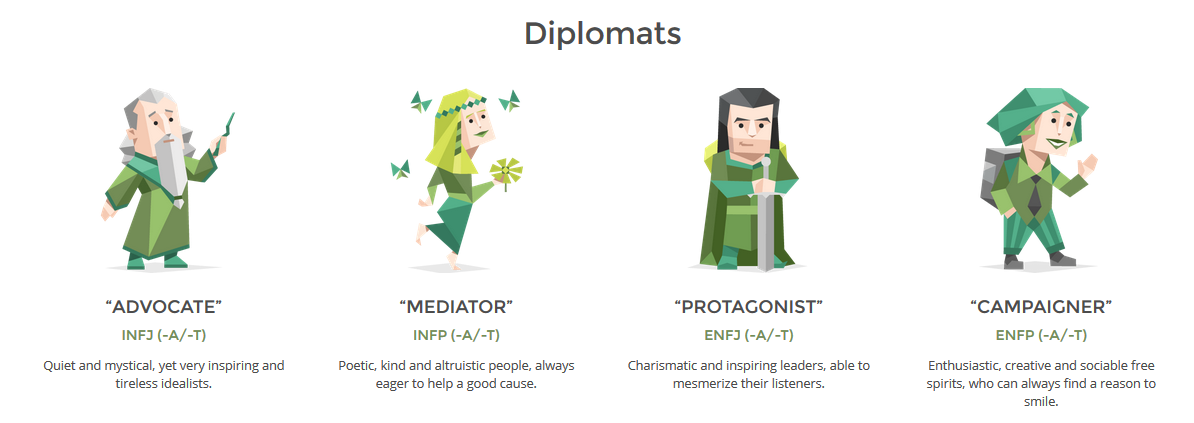 Diplomats
“ADVOCATE”
INFJ (-A/-T)
Quiet and mystical, yet very inspiring and
tireless idealists.
“MEDIATOR”
INFP (-A/-T)
Poetic, kind and altruistic people, always
eager to help a good cause.
“PROTAGONIST”
ENFJ (-A/-T)
Charismatic and inspiring leaders, able to
mesmerize their listeners.
“CAMPAIGNER”
ENFP (-A/-T)
Enthusiastic, creative and sociable free
spirits, who can always find a reason to
smile.